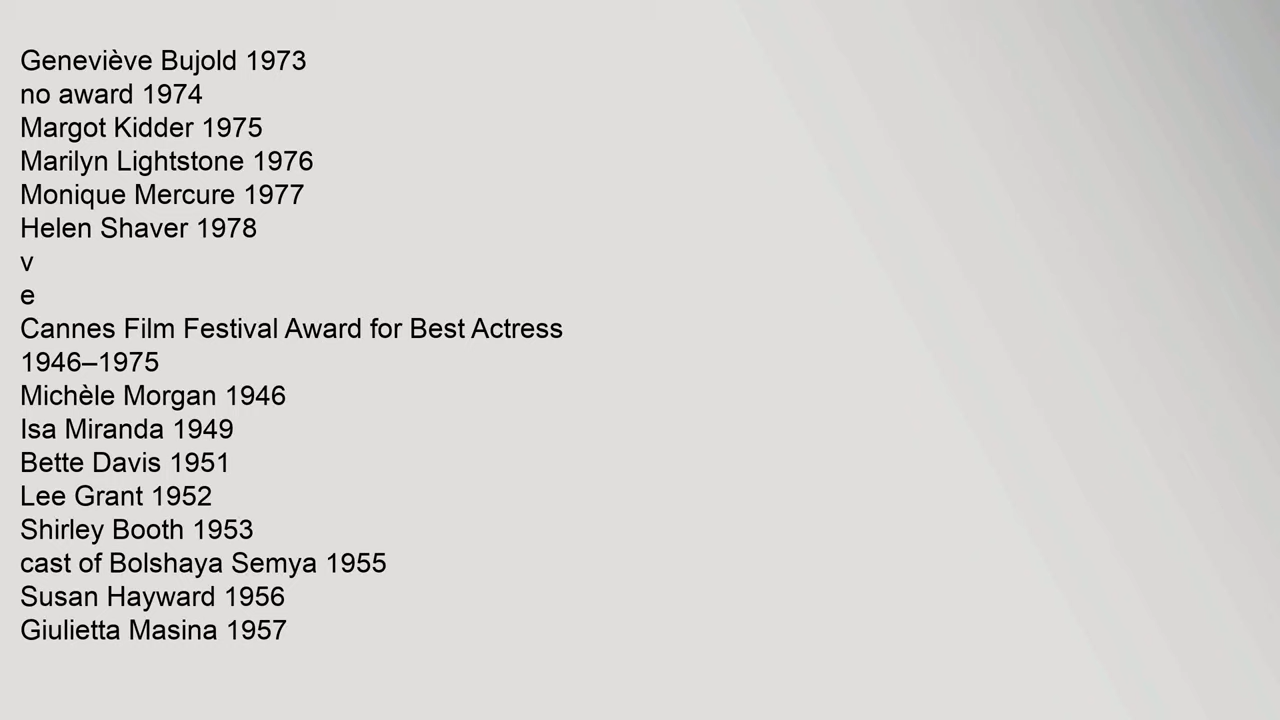 Geneviève Bujold 1973
no award 1974
Margot Kidder 1975
Marilyn Lightstone 1976
Monique Mercure 1977
Helen Shaver 1978
v
e
Cannes Film Festival Award for Best Actress
1946–1975
Michèle Morgan 1946
Isa Miranda 1949
Bette Davis 1951
Lee Grant 1952
Shirley Booth 1953
cast of Bolshaya Semya 1955
Susan Hayward 1956
Giulietta Masina 1957